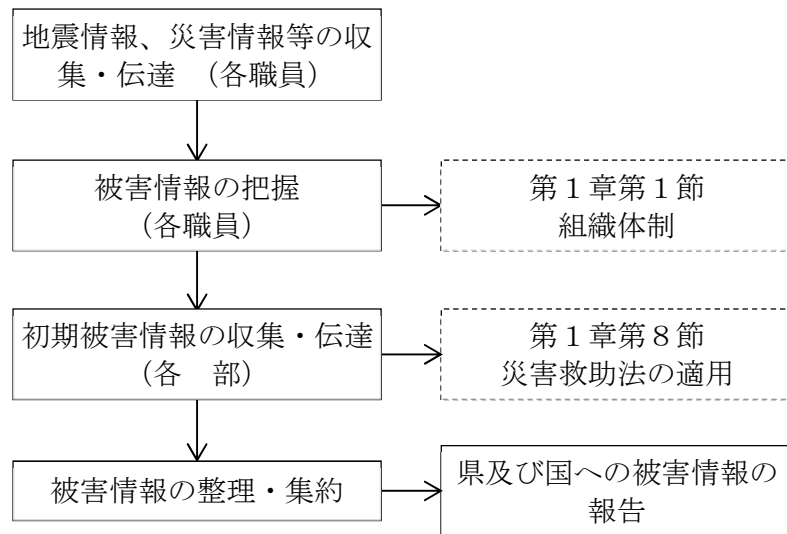 地震情報、災害情報等の収
集・伝達　（各職員）
被害情報の把握
（各職員）
第１章第１節
組織体制
初期被害情報の収集・伝達
（各　部）
第１章第８節
災害救助法の適用
被害情報の整理・集約
県及び国への被害情報の
報告